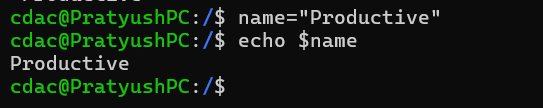 cdac@PratyushPC:/$ name="Productive"
cdac@PratyushPC:/$ echo $name
Productive
cdac@PratyushPC:/$